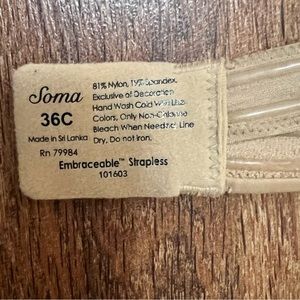 Soma
36C
Made in Sri Lanka
Rn 79984
81% Nylon, 19% Spandex,
Exclusive of Decoration
Hand Wash Cold With Like
Colors, Only Non-Chlorine
Bleach When Needed, Line
Dry, Do not Iron.
Embraceable™ Strapless
101603